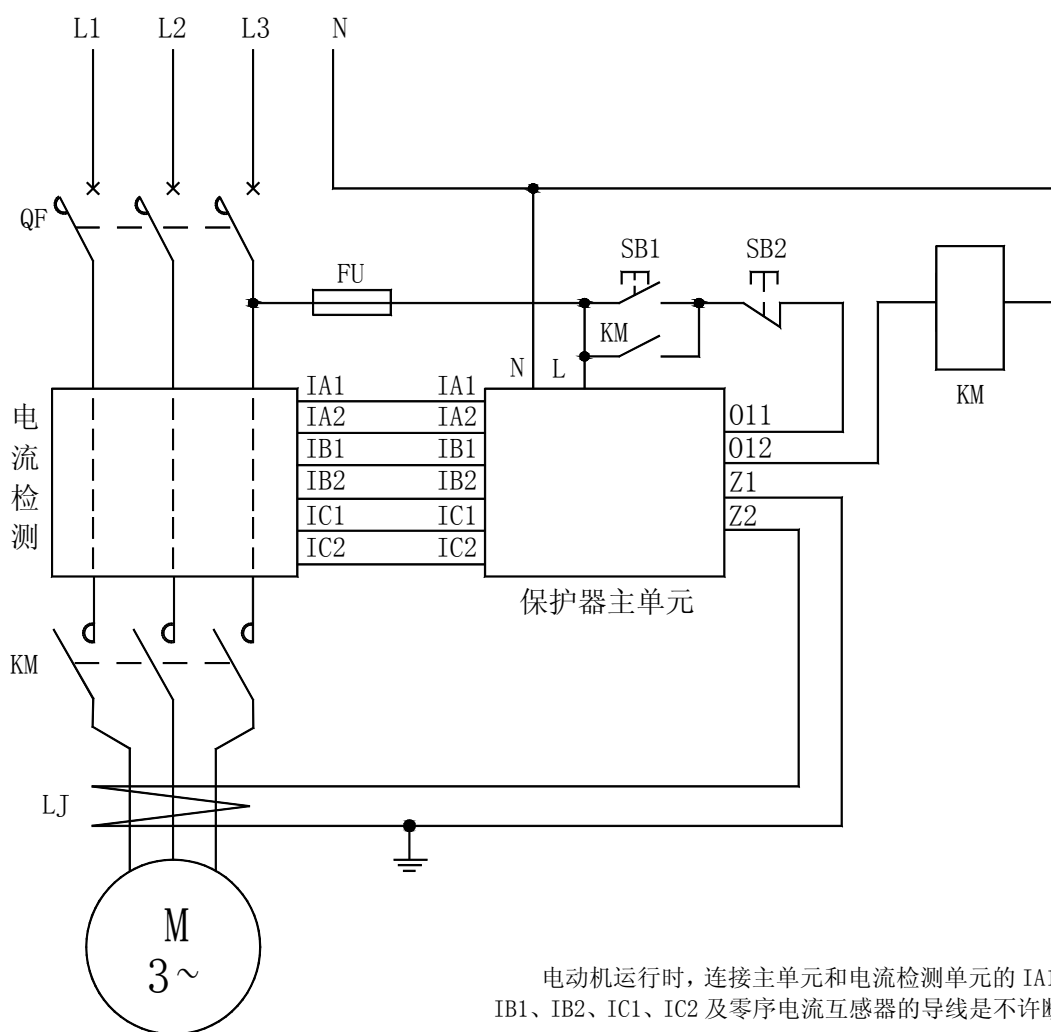 L1 L2 L3 N
QF
FU
SB1 SB2
KM
N L
KM
电流检测
IA1 IA1
IA2 IA2
IB1 IB1
IB2 IB2
IC1 IC1
IC2 IC2
O11
O12
Z1
Z2
保护器主单元
KM
LJ
M
3~
电动机运行时，连接主单元和电流检测单元的 IA1
IB1、IB2、IC1、IC2 及零序电流互感器的导线是不许断